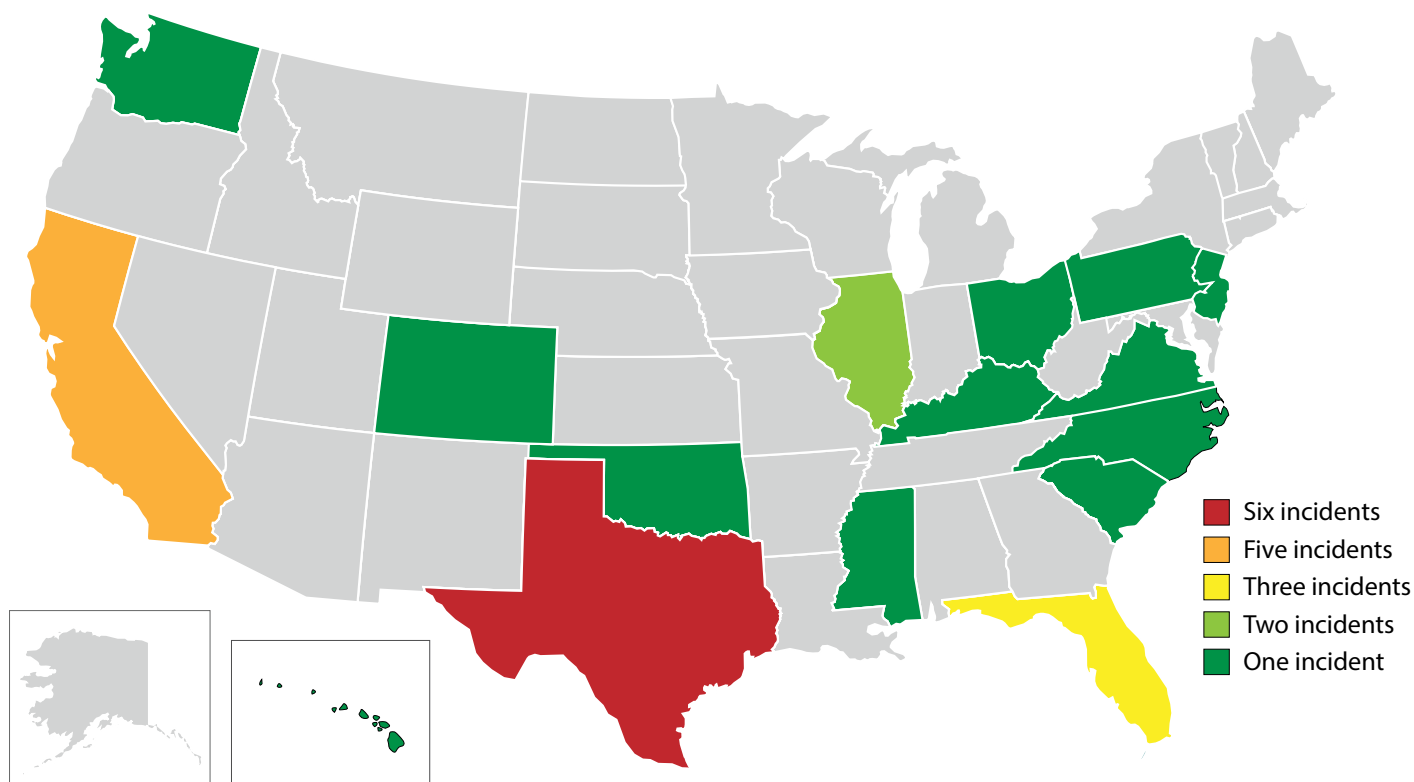 Six incidents
Five incidents
Three incidents
Two incidents
One incident